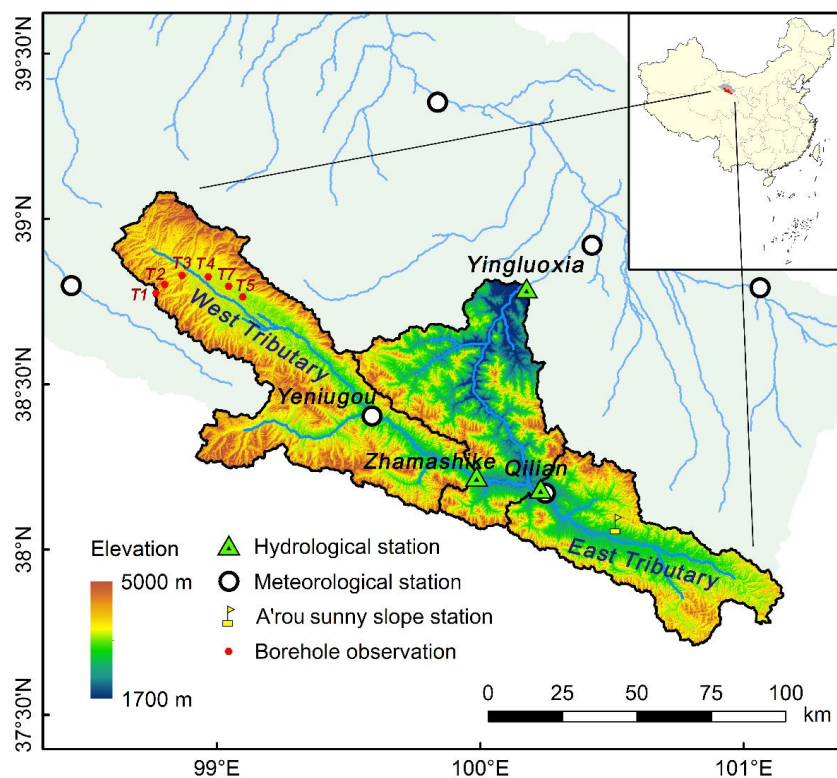 39°30'N
39°N
38°30'N
38°N
37°30'N
Yingluoxia
T1
T2
T3
T4
T7
T5
West Tributary
Yeniugou
Zhamashike
Qilian
East Tributary
Elevation
5000 m
1700 m
Hydrological station
Meteorological station
A'rou sunny slope station
Borehole observation
0 25 50 75 100
km
99°E
100°E
101°E